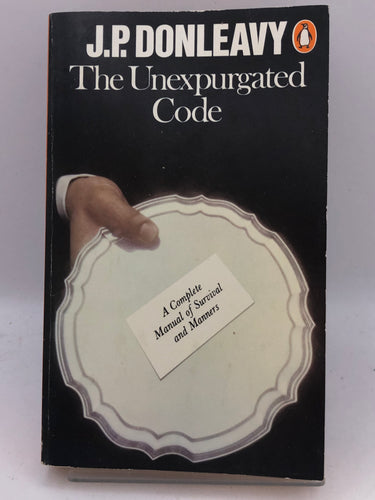 J.P. DONLEAVY
The Unexpurgated
Code
A Complete
Manual of Survival
and Manners